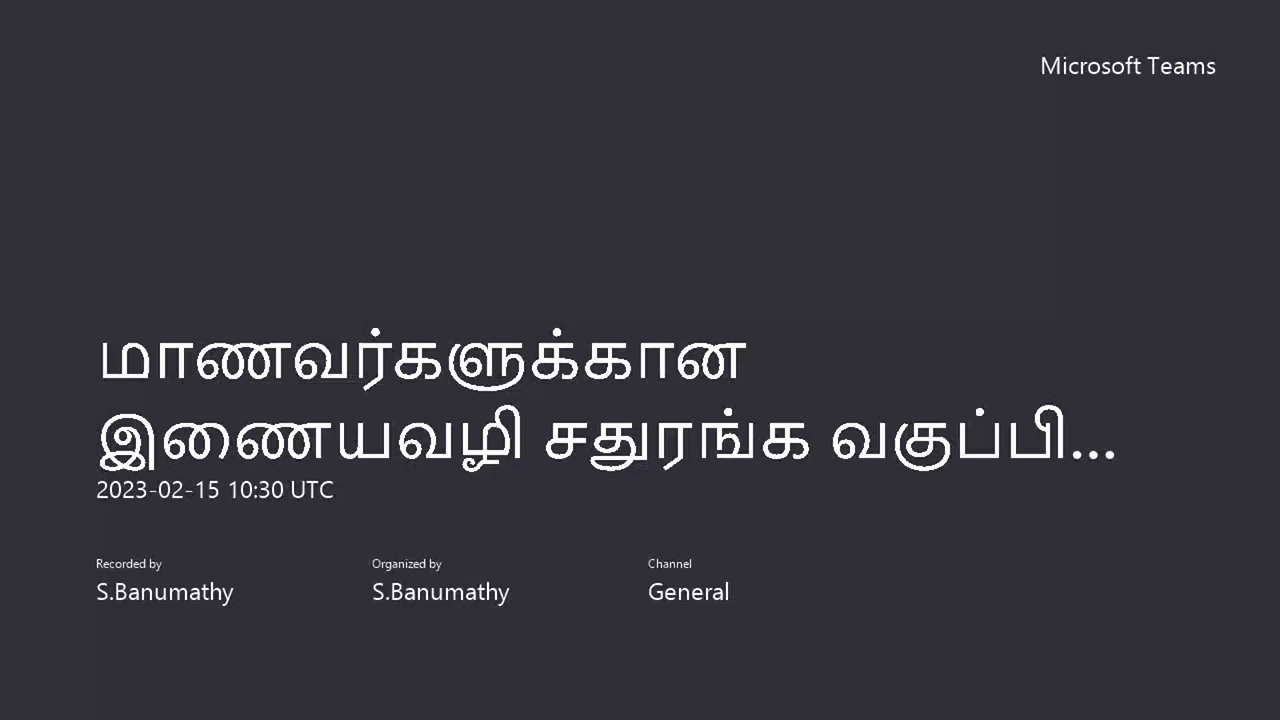 Microsoft Teams
மாணவர்களுக்கான
இணையவழி சதுரங்க வகுப்பி...
2023-02-15 10:30 UTC
Recorded by
S.Banumathy
Organized by
S.Banumathy
Channel
General